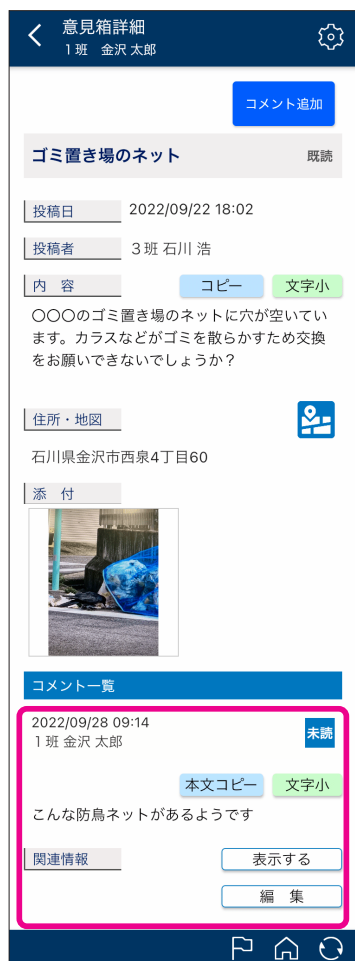 意見箱詳細
1班 金沢 太郎
コメント追加
ゴミ置き場のネット 既読
投稿日 2022/09/22 18:02
投稿者 3班 石川 浩
内 容 コピー 文字小
〇〇〇のゴミ置き場のネットに穴が空いてい
ます。カラスなどがゴミを散らかすため交換
をお願いできないでしょうか？
住所・地図
石川県金沢市西泉4丁目60
添 付
コメント一覧
2022/09/28 09:14
1班 金沢 太郎 未読
本文コピー 文字小
こんな防鳥ネットがあるようです
関連情報 表示する
編 集